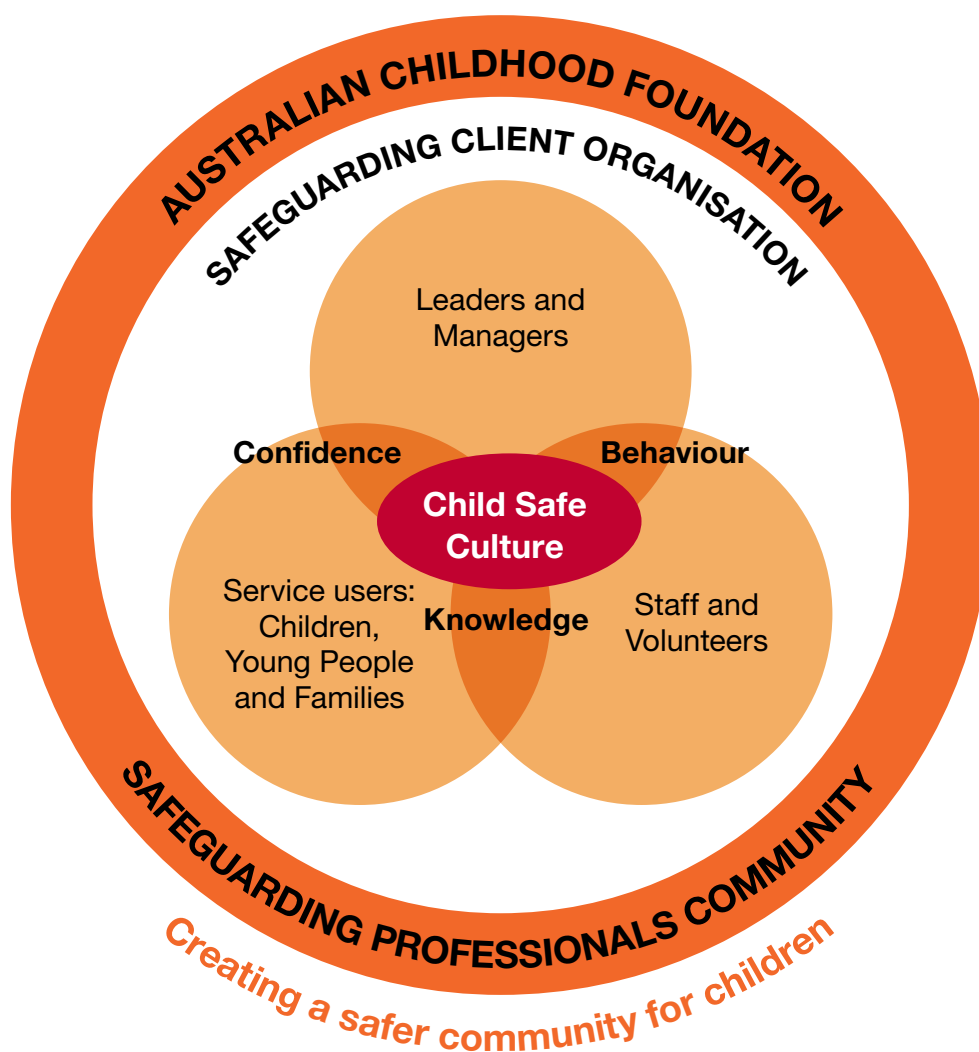 AUSTRALIAN CHILDHOOD FOUNDATION
SAFEGUARDING CLIENT ORGANISATION
Leaders and
Managers
Confidence
Behaviour
Child Safe
Culture
Service users:
Children,
Young People
and Families
Knowledge
Staff and
Volunteers
SAFEGUARDING PROFESSIONALS COMMUNITY
Creating a safer community for children